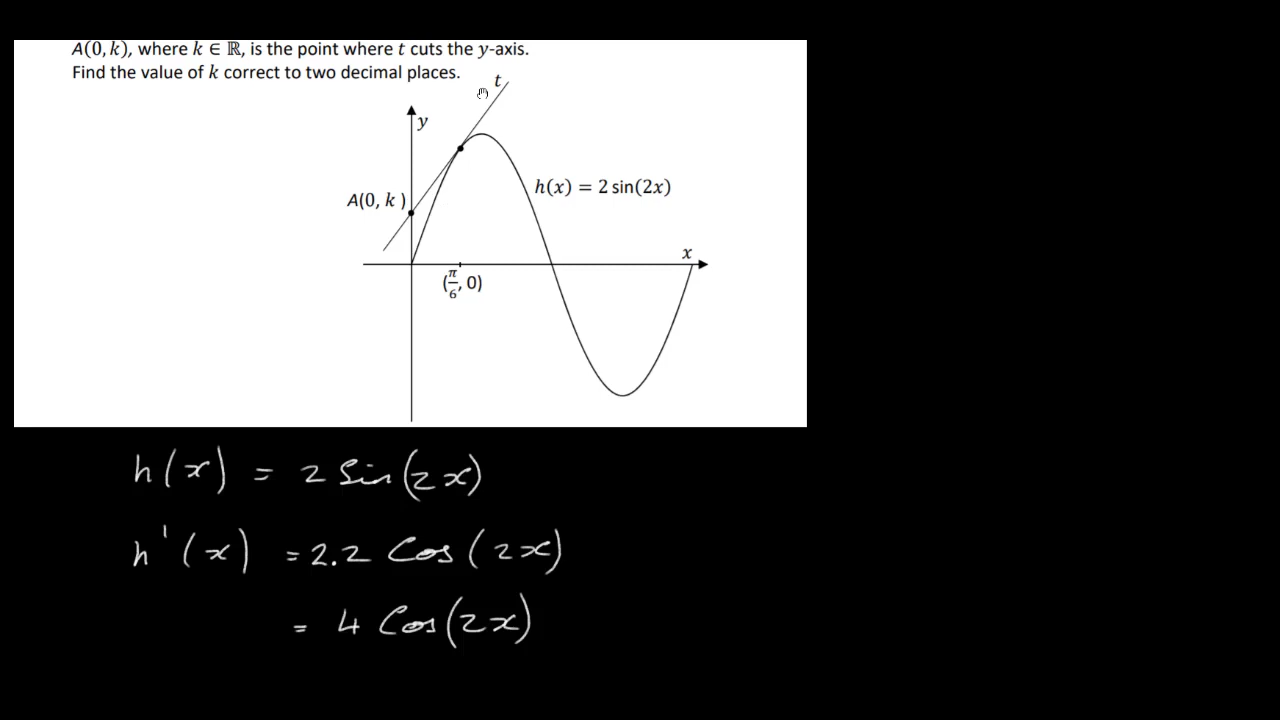 A(0, k), where k ∈ ℝ, is the point where t cuts the y-axis.
Find the value of k correct to two decimal places.
t
y
h(x) = 2 sin(2x)
A(0, k )
x
(π/6, 0)
h(x) = 2 Sin(2x)
h'(x) = 2.2 Cos(2x)
= 4 Cos(2x)